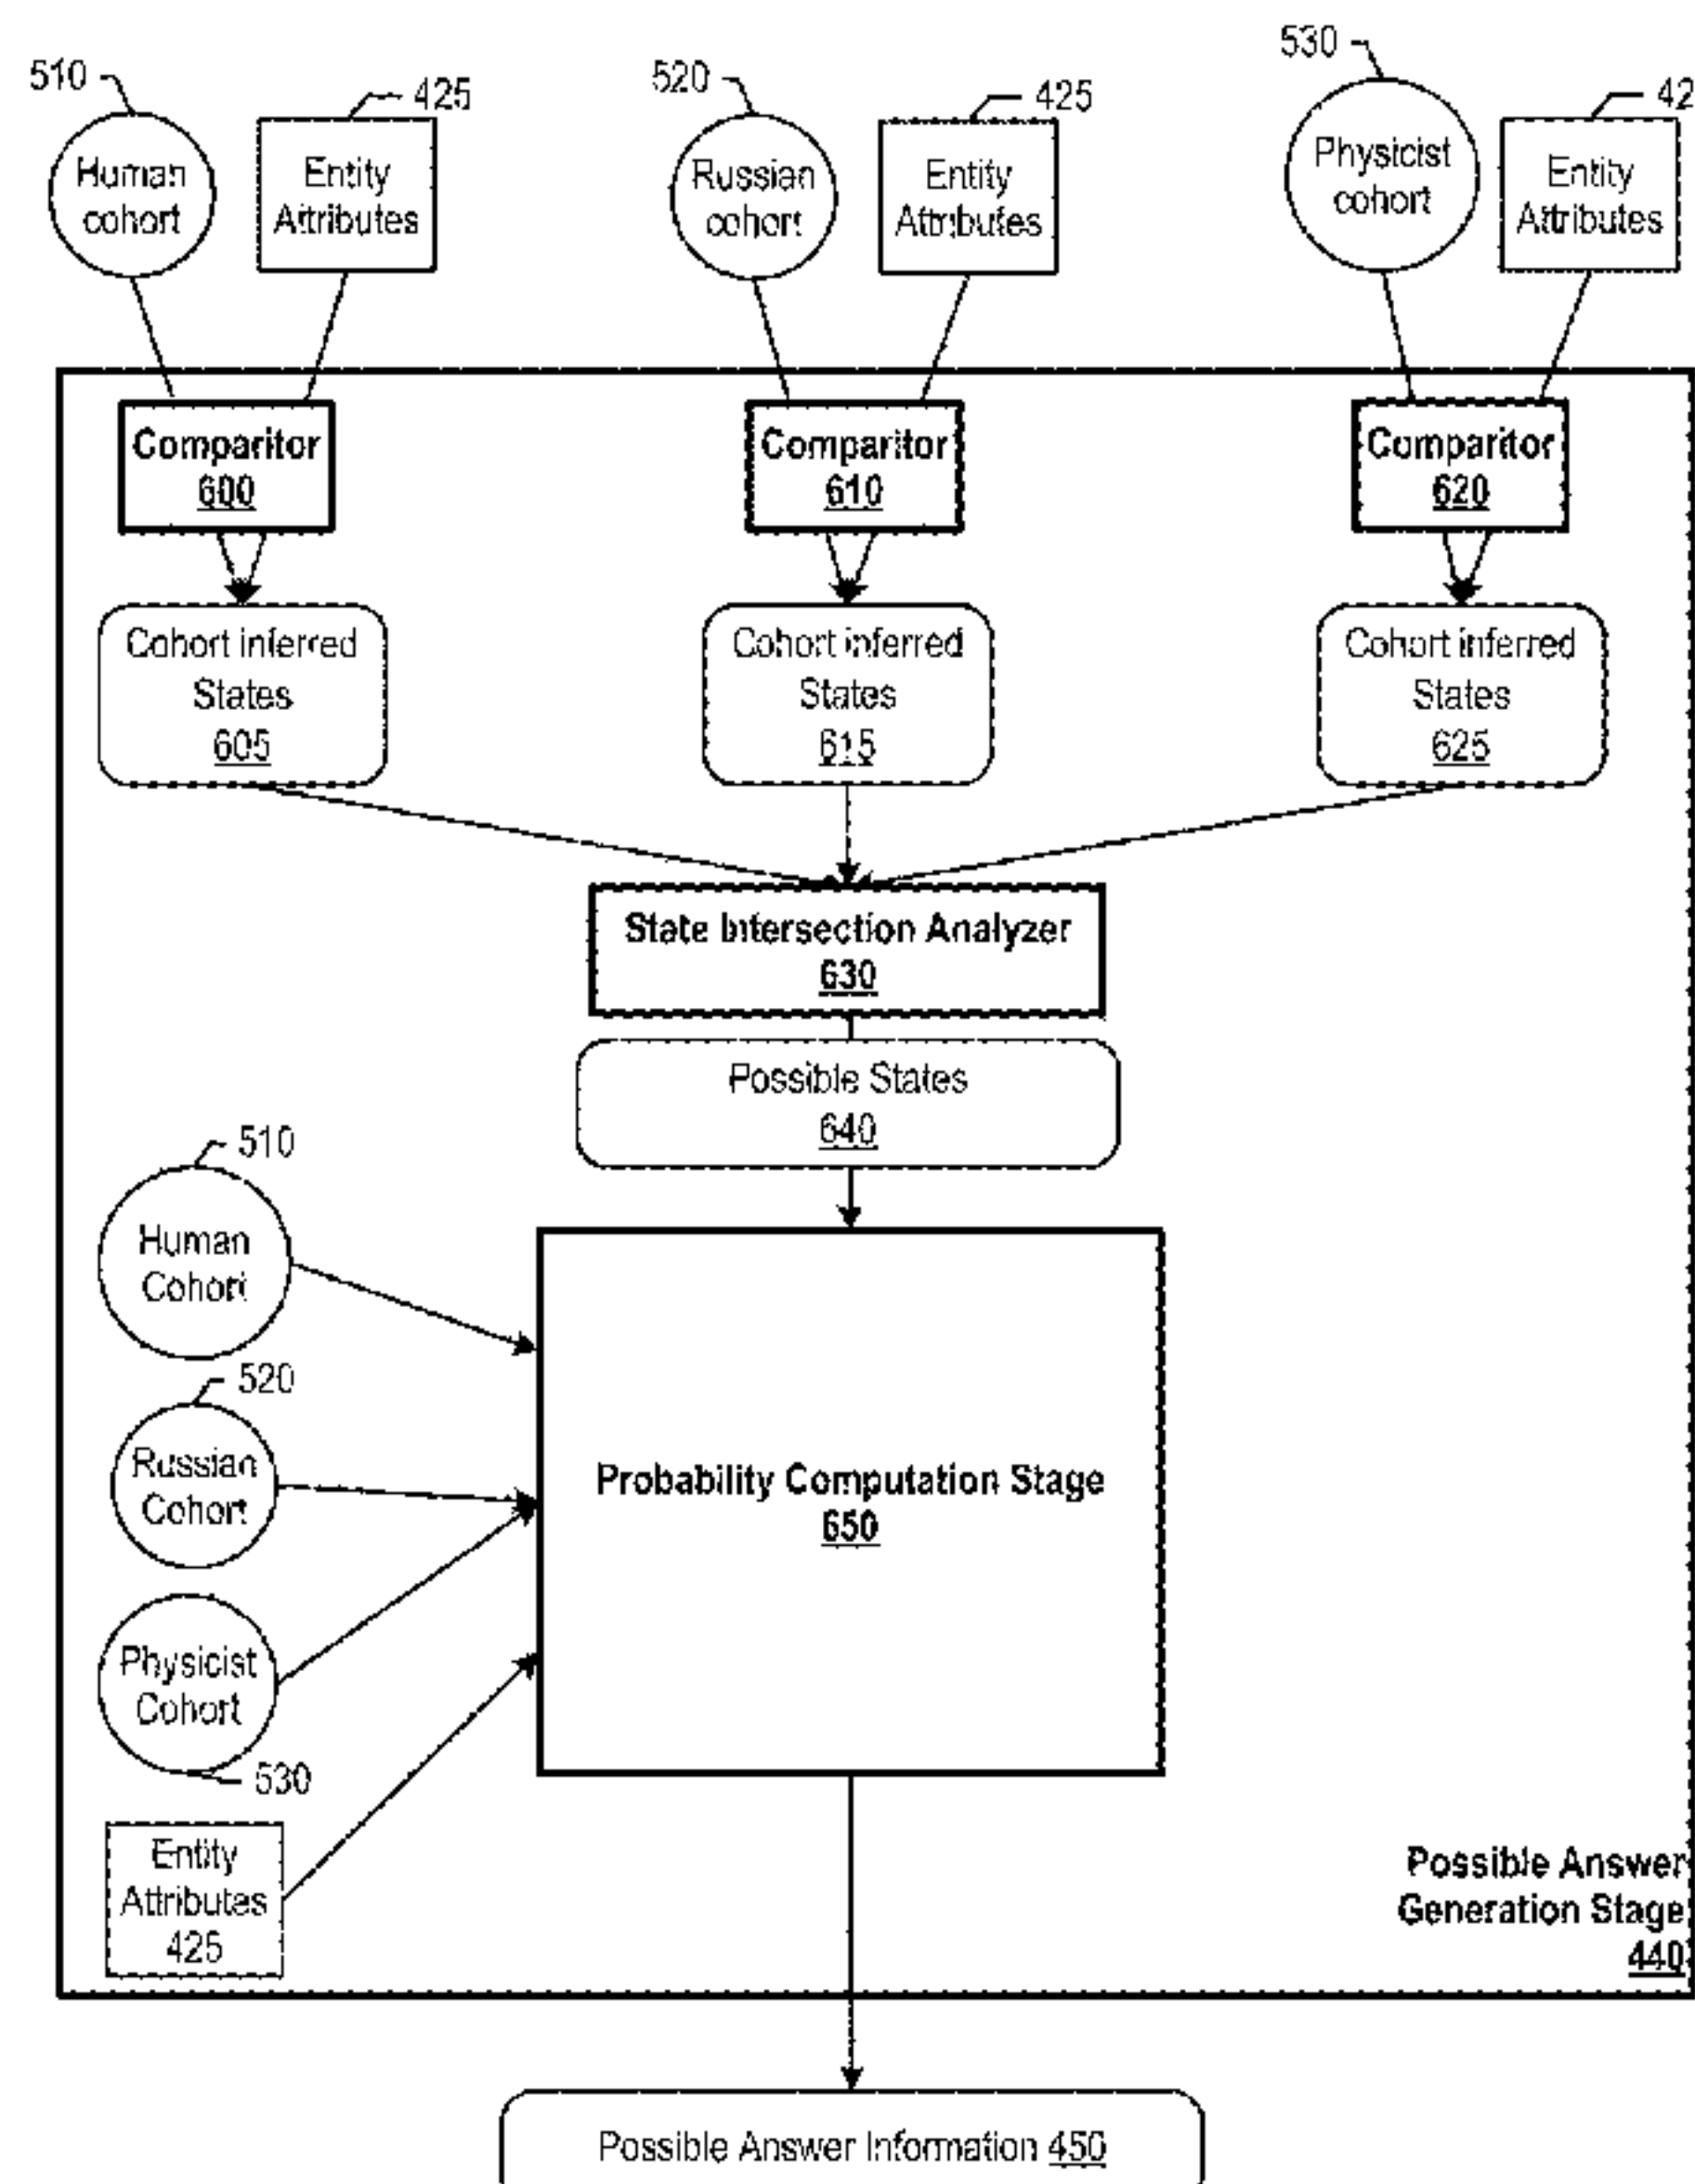 510
425
520
425
530
42
Human
cohort
Entity
Attributes
Russian
cohort
Entity
Attributes
Physicist
cohort
Entity
Attributes
Comparitor
600
Comparitor
610
Comparitor
620
Cohort inferred
States
605
Cohort inferred
States
615
Cohort inferred
States
625
State Intersection Analyzer
630
Possible States
640
510
Human
Cohort
520
Russian
Cohort
Physicist
Cohort
530
Entity
Attributes
425
Probability Computation Stage
650
Possible Answer
Generation Stage
440
Possible Answer Information 450